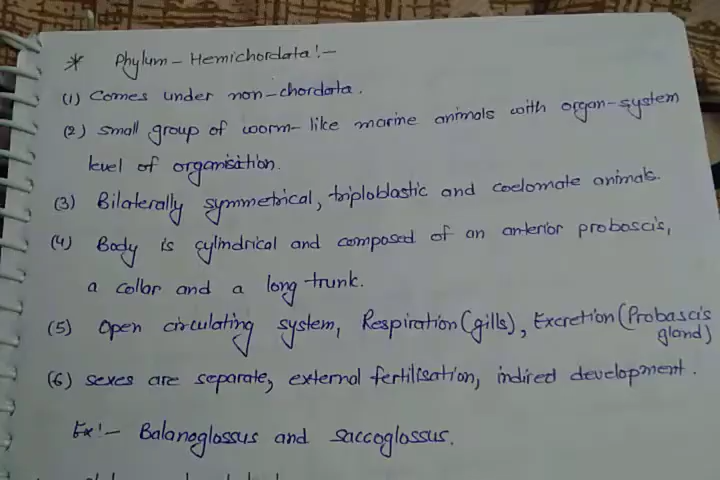 * Phylum - Hemichordata!-
(1) Comes under non-chordata.
(2) small group of worm-like marine animals with organ-system
level of organisation.
(3) Bilaterally symmetrical, triploblastic and coelomate animals.
(4) Body is cylindrical and composed of an anterior proboscis,
a collar and a long trunk.
(5) Open circulating system, Respiration (gills), Excretion (Probascis
gland)
(6) sexes are separate, external fertilisation, indirect development.
Ex!- Balanoglossus and saccoglossus.